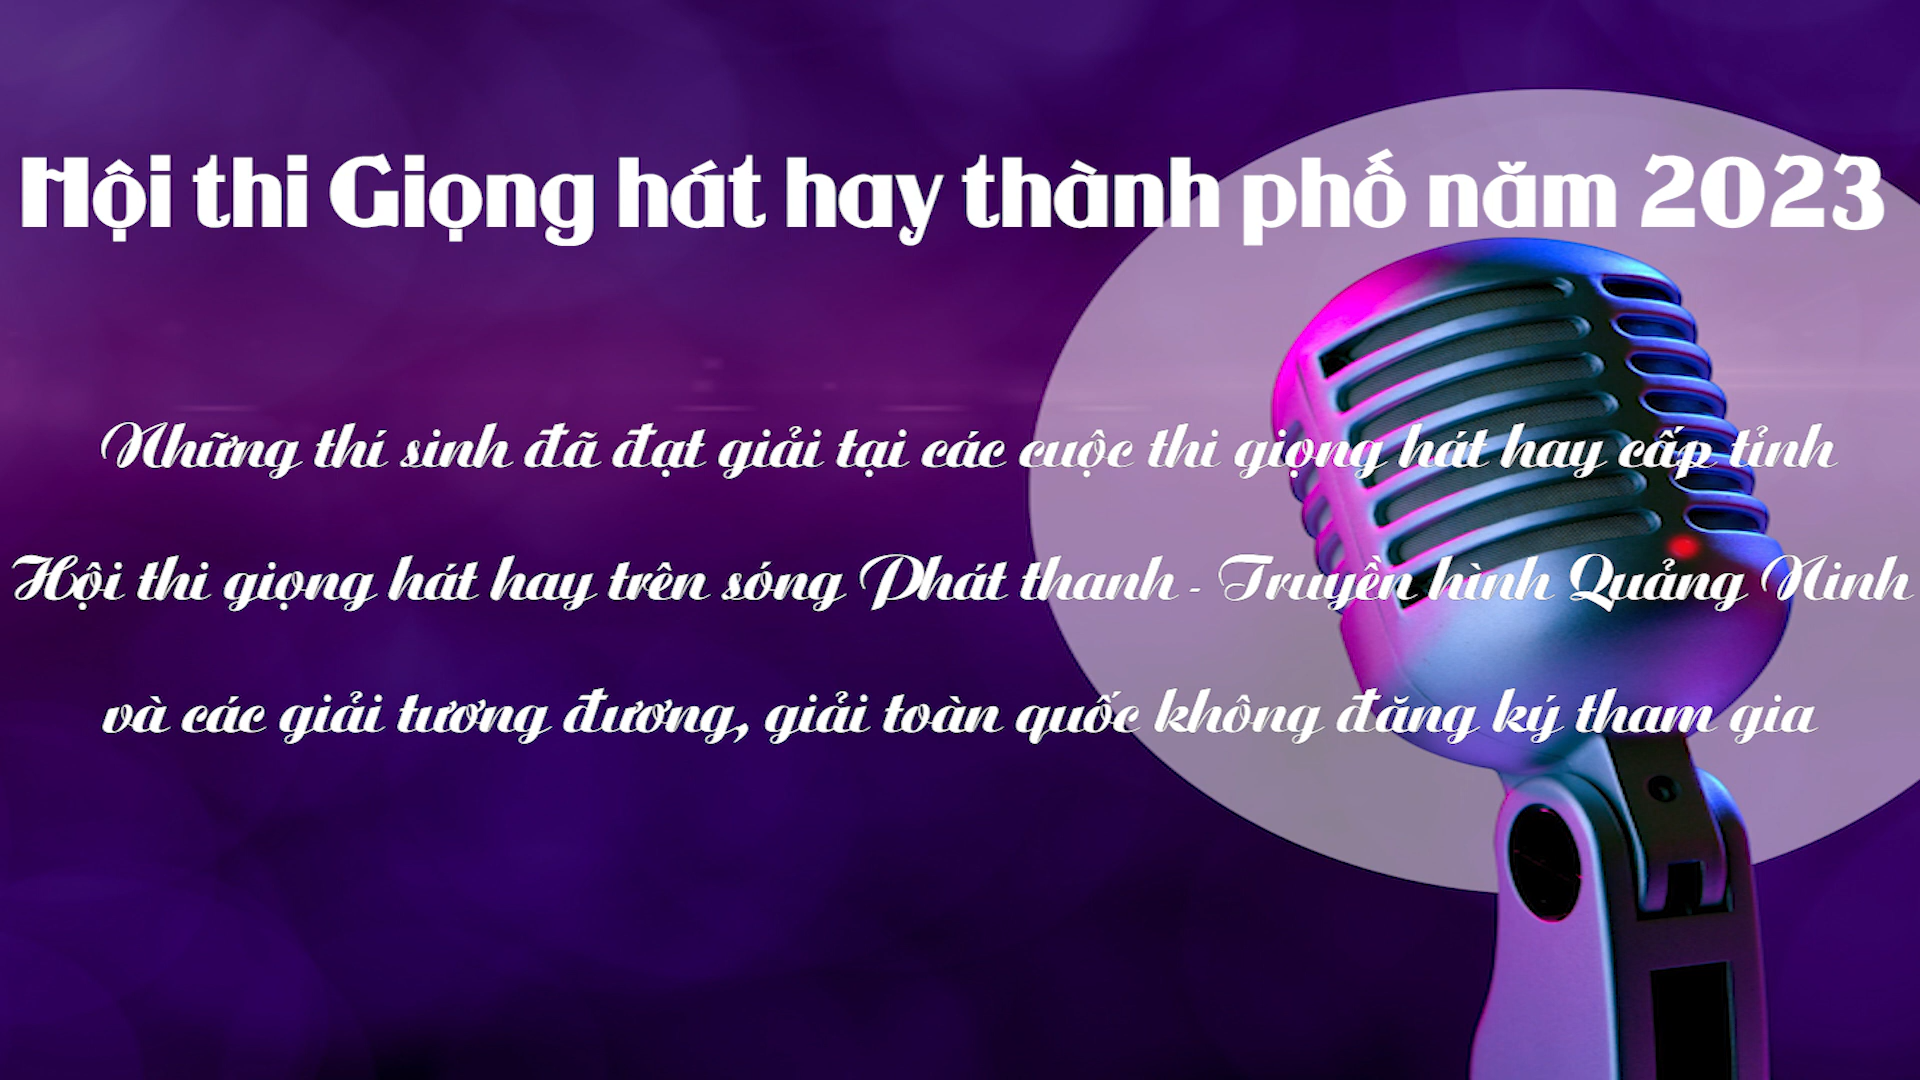 Hội thi Giọng hát hay thành phố năm 2023
Những thí sinh đã đạt giải tại các cuộc thi giọng hát hay cấp tỉnh
Hội thi giọng hát hay trên sóng Phát thanh - Truyền hình Quảng Ninh
và các giải tương đương, giải toàn quốc không đăng ký tham gia